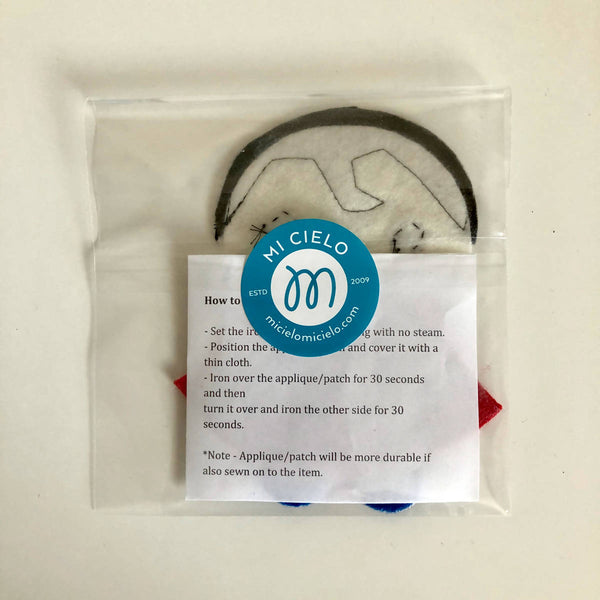 MI CIELO
ESTD 2009
micielomicielo.com
How to
- Set the iro ng with no steam.
- Position the ap and cover it with a
thin cloth.
- Iron over the applique/patch for 30 seconds
and then
turn it over and iron the other side for 30
seconds.
*Note - Applique/patch will be more durable if
also sewn on to the item.